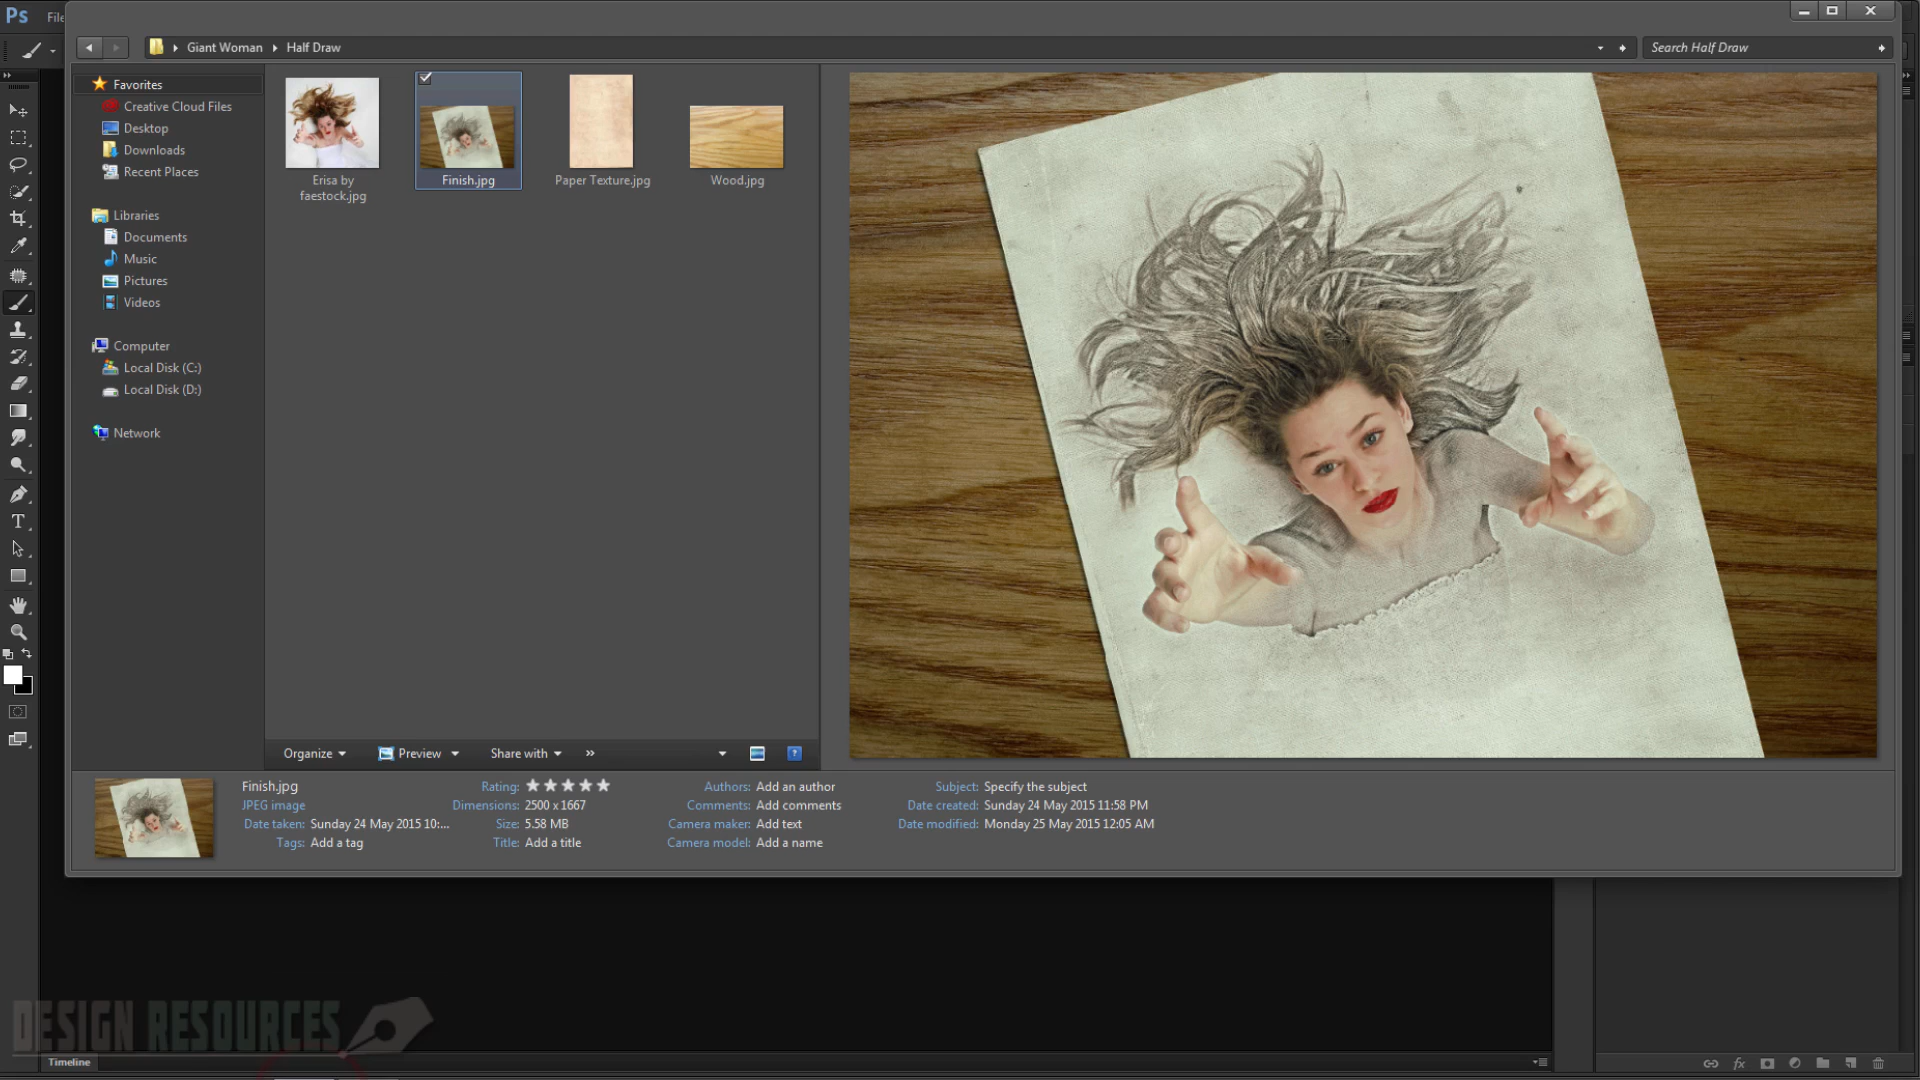 Ps
File
Giant Woman
Half Draw
Search Half Draw
Favorites
Creative Cloud Files
Desktop
Downloads
Recent Places
Libraries
Documents
Music
Pictures
Videos
Computer
Local Disk (C:)
Local Disk (D:)
Network
Erisa by
faestock.jpg
Finish.jpg
Paper Texture.jpg
Wood.jpg
Organize
Preview
Share with
»
?
Finish.jpg
JPEG image
Date taken: Sunday 24 May 2015 10:...
Tags: Add a tag
Rating:
Dimensions: 2500 x 1667
Size: 5.58 MB
Title: Add a title
Authors: Add an author
Comments: Add comments
Camera maker: Add text
Camera model: Add a name
Subject: Specify the subject
Date created: Sunday 24 May 2015 11:58 PM
Date modified: Monday 25 May 2015 12:05 AM
T
DESIGN RESOURCES
Timeline
fx